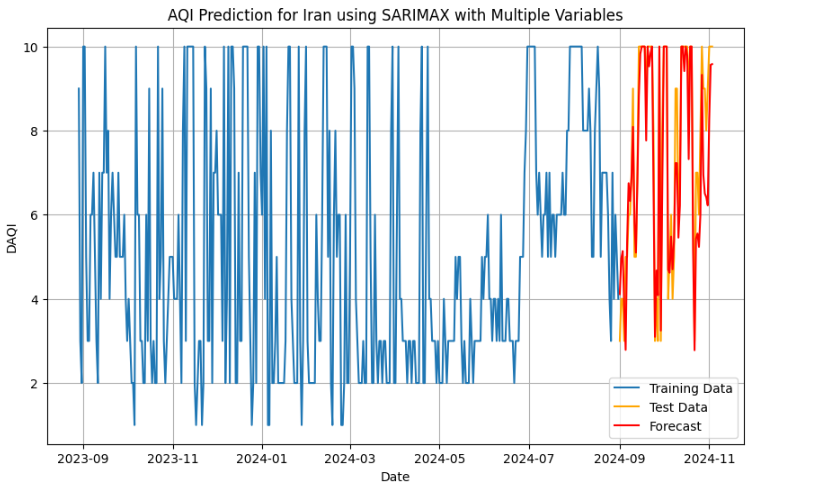 AQI Prediction for Iran using SARIMAX with Multiple Variables
10
8
6
4
2
DAQI
2023-09
2023-11
2024-01
2024-03
2024-05
2024-07
2024-09
2024-11
Date
Training Data
Test Data
Forecast